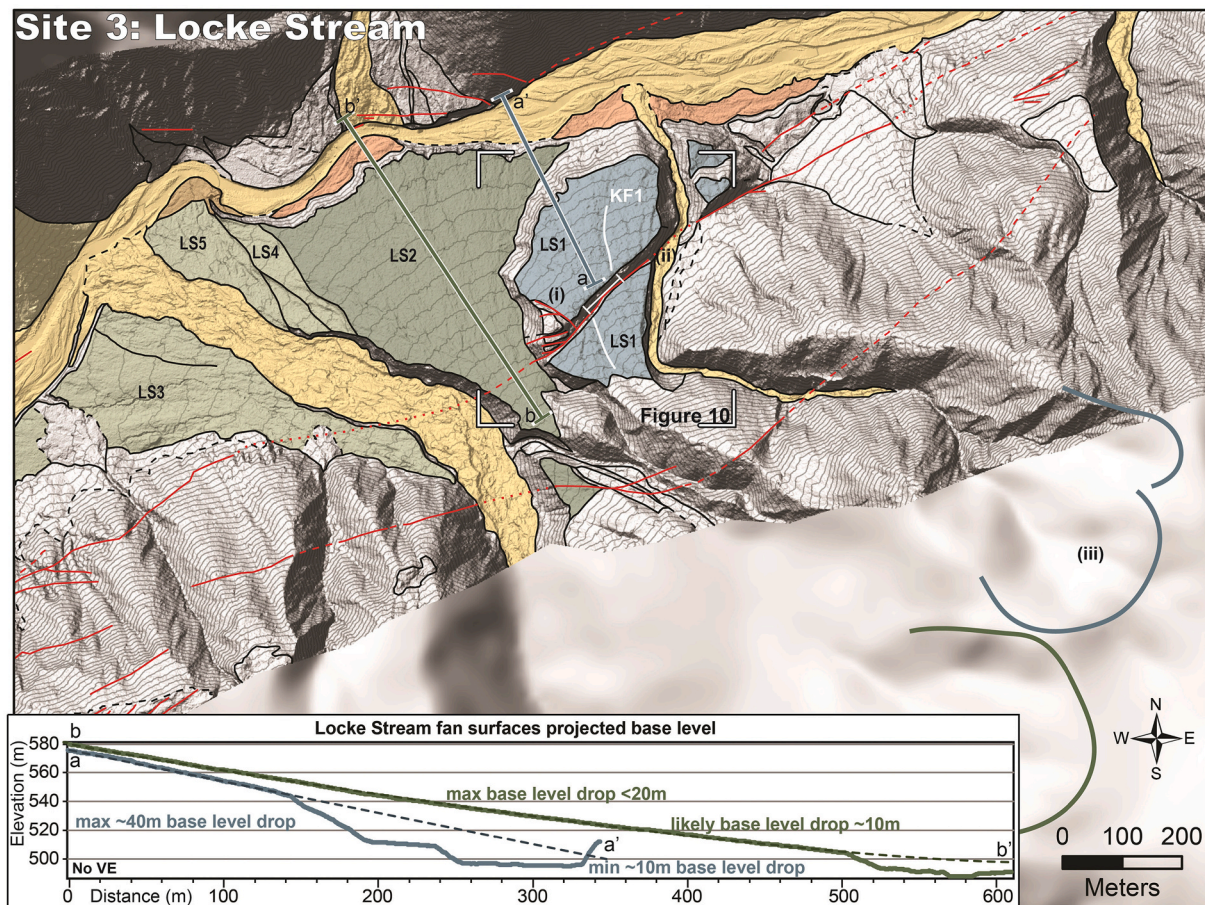 Site 3: Locke Stream
b'
a'
KF1
LS5
LS4
LS2
LS1
(ii)
a
(i)
LS1
LS3
b
Figure 10
(iii)
N
W E
S
0 100 200
Meters
Locke Stream fan surfaces projected base level
b
580
a
560
540
520
500
Elevation (m)
max base level drop <20m
max ~40m base level drop
likely base level drop ~10m
a'
b'
No VE
min ~10m base level drop
0 Distance (m) 100 200 300 400 500 600